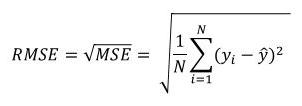 RMSE = √MSE = √(1/N ∑_{i=1}^{N} (y_i − ŷ)²)